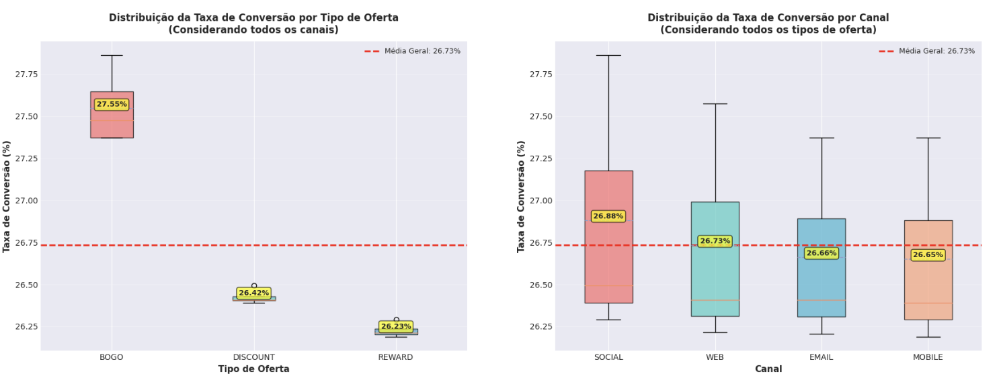 Distribuição da Taxa de Conversão por Tipo de Oferta
(Considerando todos os canais)
Média Geral: 26.73%
Taxa de Conversão (%)
27.75
27.50
27.25
27.00
26.75
26.50
26.25
27.55%
26.42%
26.23%
BOGO
DISCOUNT
REWARD
Tipo de Oferta
Distribuição da Taxa de Conversão por Canal
(Considerando todos os tipos de oferta)
Média Geral: 26.73%
Taxa de Conversão (%)
27.75
27.50
27.25
27.00
26.75
26.50
26.25
26.88%
26.73%
26.66%
26.65%
SOCIAL
WEB
EMAIL
MOBILE
Canal